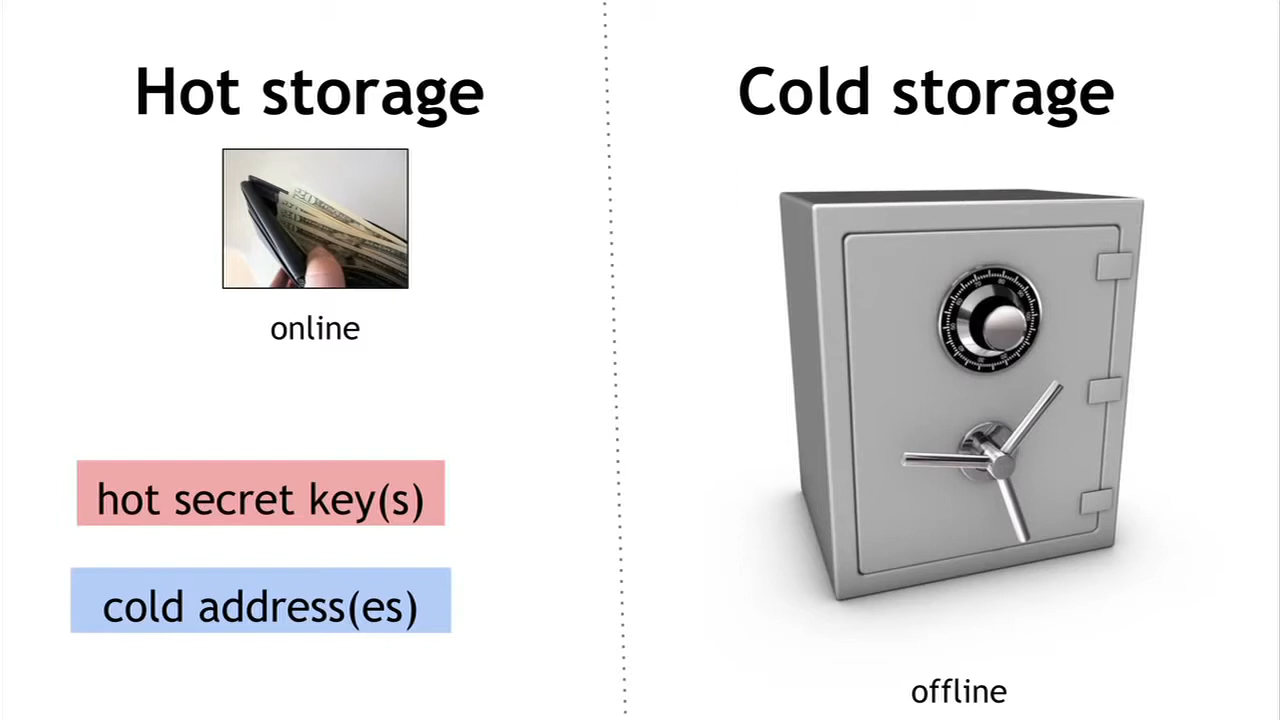 Hot storage
online
hot secret key(s)
cold address(es)
Cold storage
offline